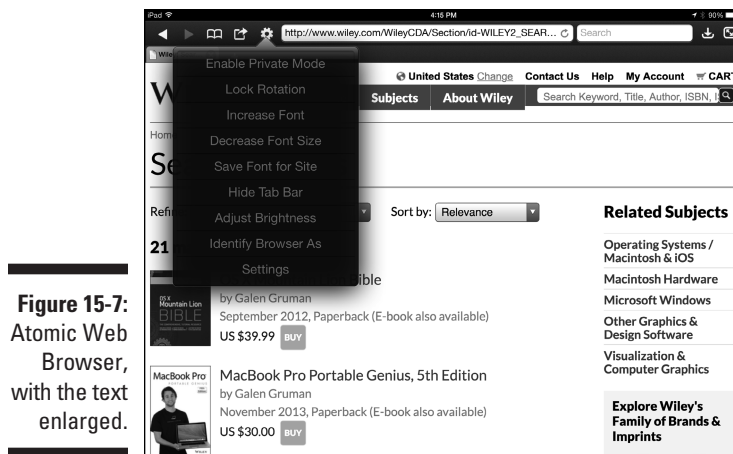 iPad
4:15 PM
90%
http://www.wiley.com/WileyCDA/Section/id-WILEY2_SEAR...
Search
Enable Private Mode
Lock Rotation
Increase Font
Decrease Font Size
Save Font for Site
Hide Tab Bar
Adjust Brightness
Identify Browser As
Settings
United States Change Contact Us Help My Account CART
Subjects About Wiley
Search Keyword, Title, Author, ISBN,
Sort by: Relevance
21
by Galen Gruman
September 2012, Paperback (E-book also available)
US $39.99 BUY
OS X
Mountain Lion
BIBLE
MacBook Pro
PORTABLE GENIUS
MacBook Pro Portable Genius, 5th Edition
by Galen Gruman
November 2013, Paperback (E-book also available)
US $30.00 BUY
Related Subjects
Operating Systems /
Macintosh & iOS
Macintosh Hardware
Microsoft Windows
Other Graphics &
Design Software
Visualization &
Computer Graphics
Explore Wiley's
Family of Brands &
Imprints
Figure 15-7:
Atomic Web
Browser,
with the text
enlarged.